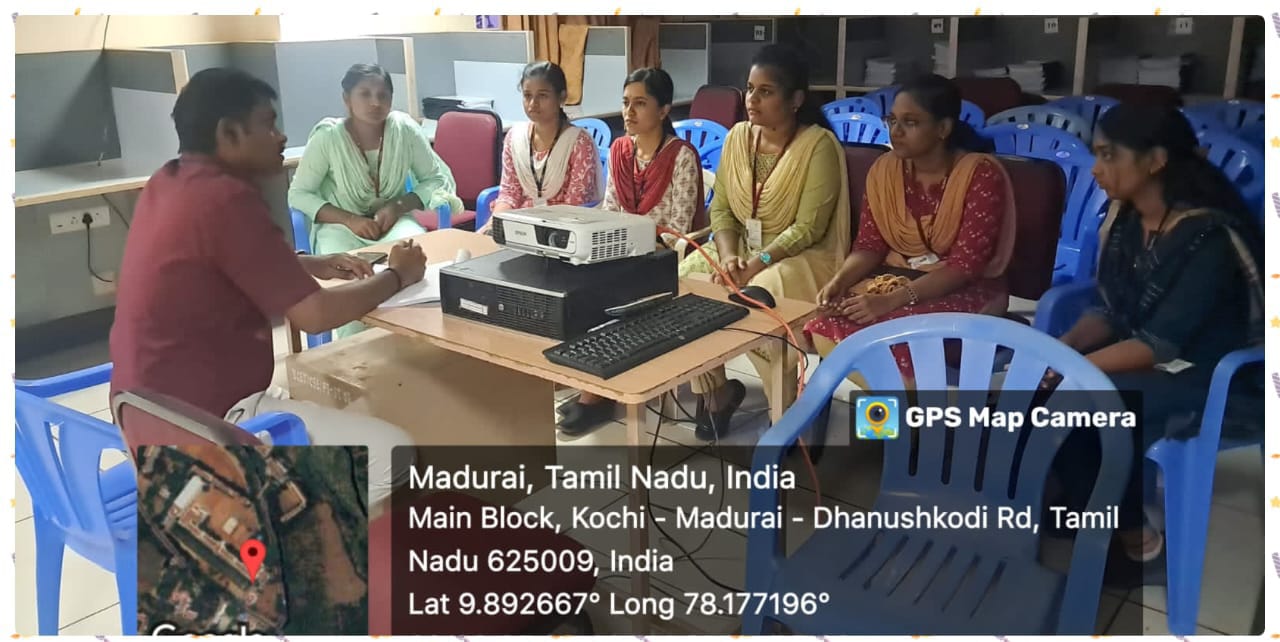 EPSON
GPS Map Camera
Madurai, Tamil Nadu, India
Main Block, Kochi - Madurai - Dhanushkodi Rd, Tamil
Nadu 625009, India
Lat 9.892667° Long 78.177196°
Google